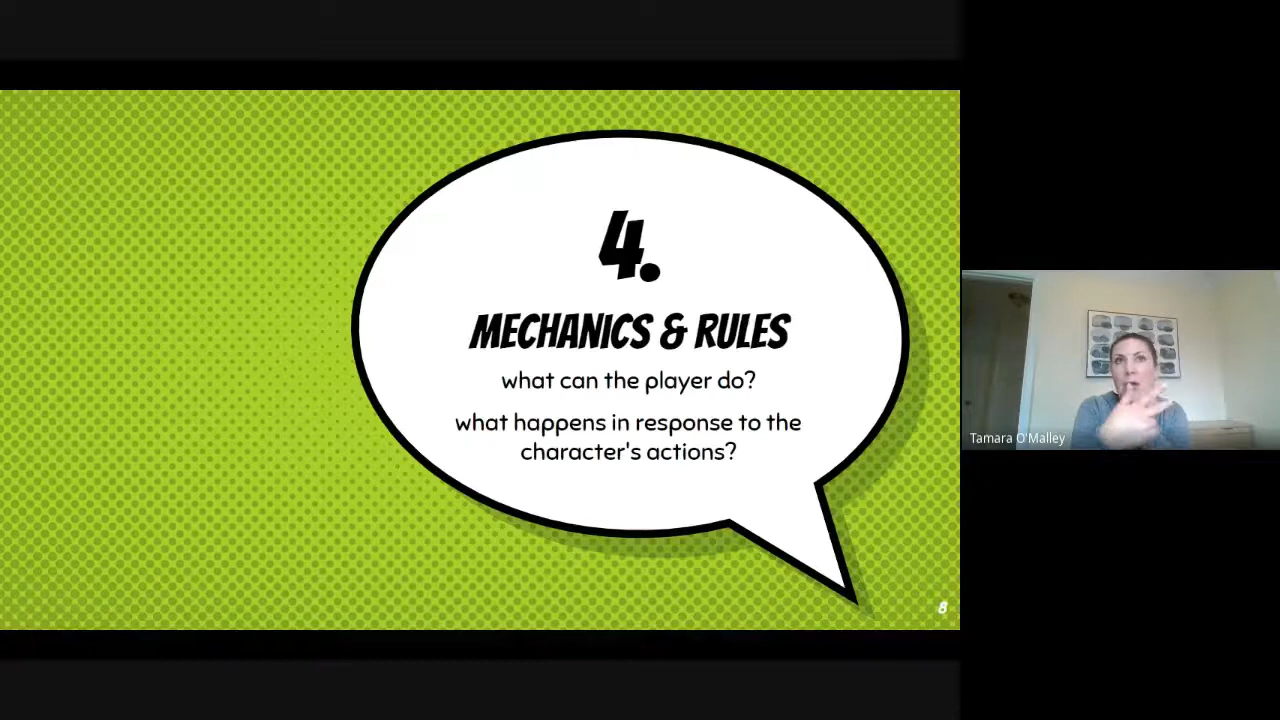 4.
MECHANICS & RULES
what can the player do?
what happens in response to the
character's actions?
8
Tamara O'Malley